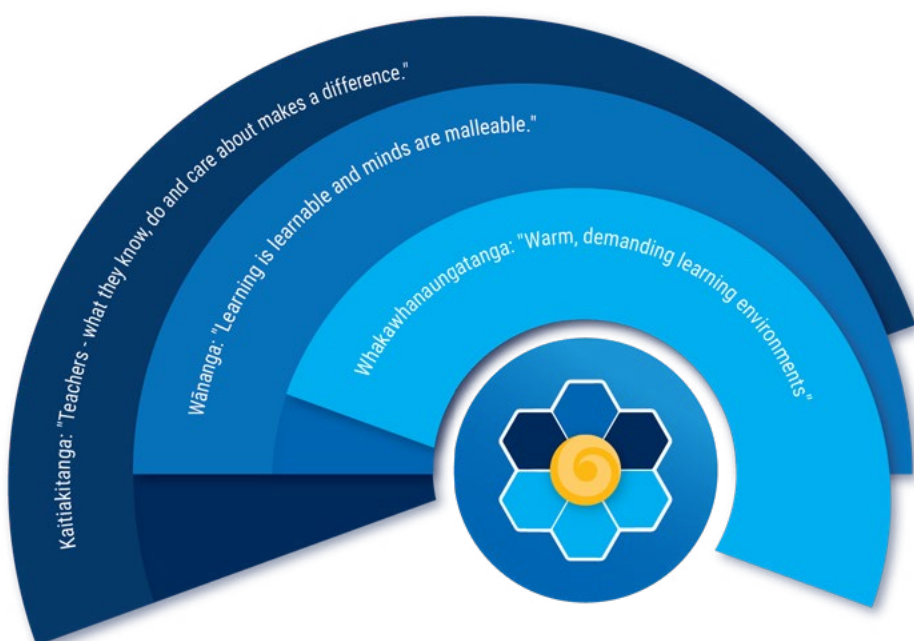 Kaitiakitanga: "Teachers - what they know, do and care about makes a difference."
Wānanga: "Learning is learnable and minds are malleable."
Whakawhanaungatanga: "Warm, demanding learning environments"